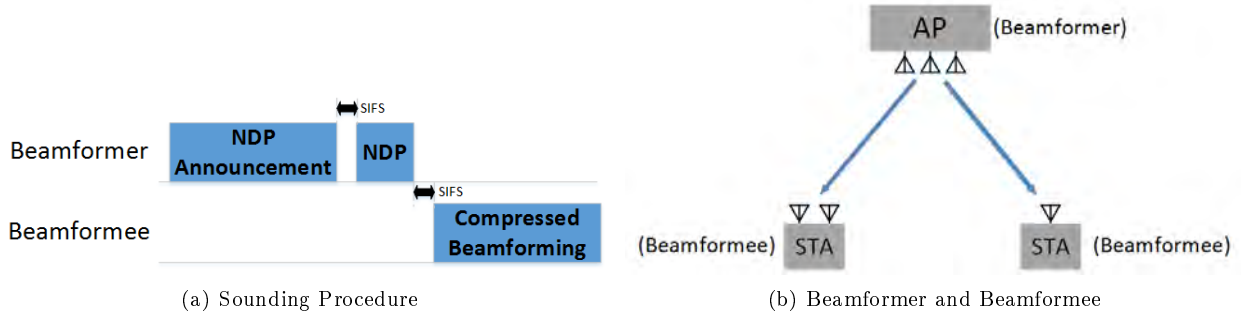 SIFS
Beamformer
NDP
Announcement
NDP
SIFS
Beamformee
Compressed
Beamforming
(a) Sounding Procedure
AP
(Beamformer)
(Beamformee)
STA
STA
(Beamformee)
(b) Beamformer and Beamformee